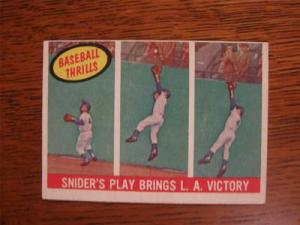 BASEBALL
THRILLS
SNIDER'S PLAY BRINGS L. A. VICTORY